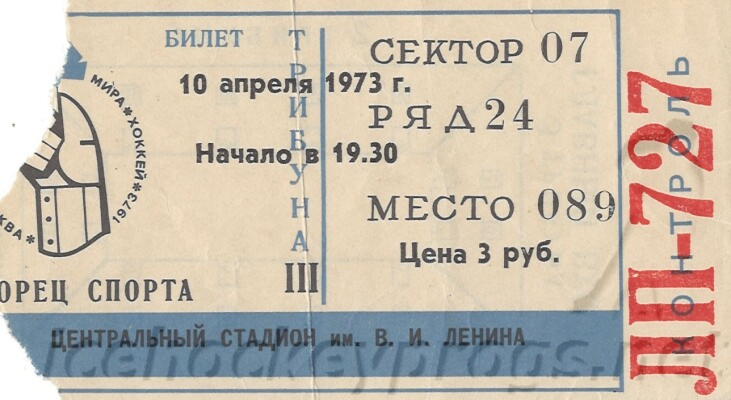 БИЛЕТ
ТРИБУНА
III
СЕКТОР 07
10 апреля 1973 г.
РЯД 24
Начало в 19.30
МЕСТО 089
Цена 3 руб.
МИРА * ХОККЕЙ * 1973 * КВА
ОРЕЦ СПОРТА
ЦЕНТРАЛЬНЫЙ СТАДИОН им. В. И. ЛЕНИНА
КОНТРОЛЬ
ЛП-727
icehockeyprogs.net